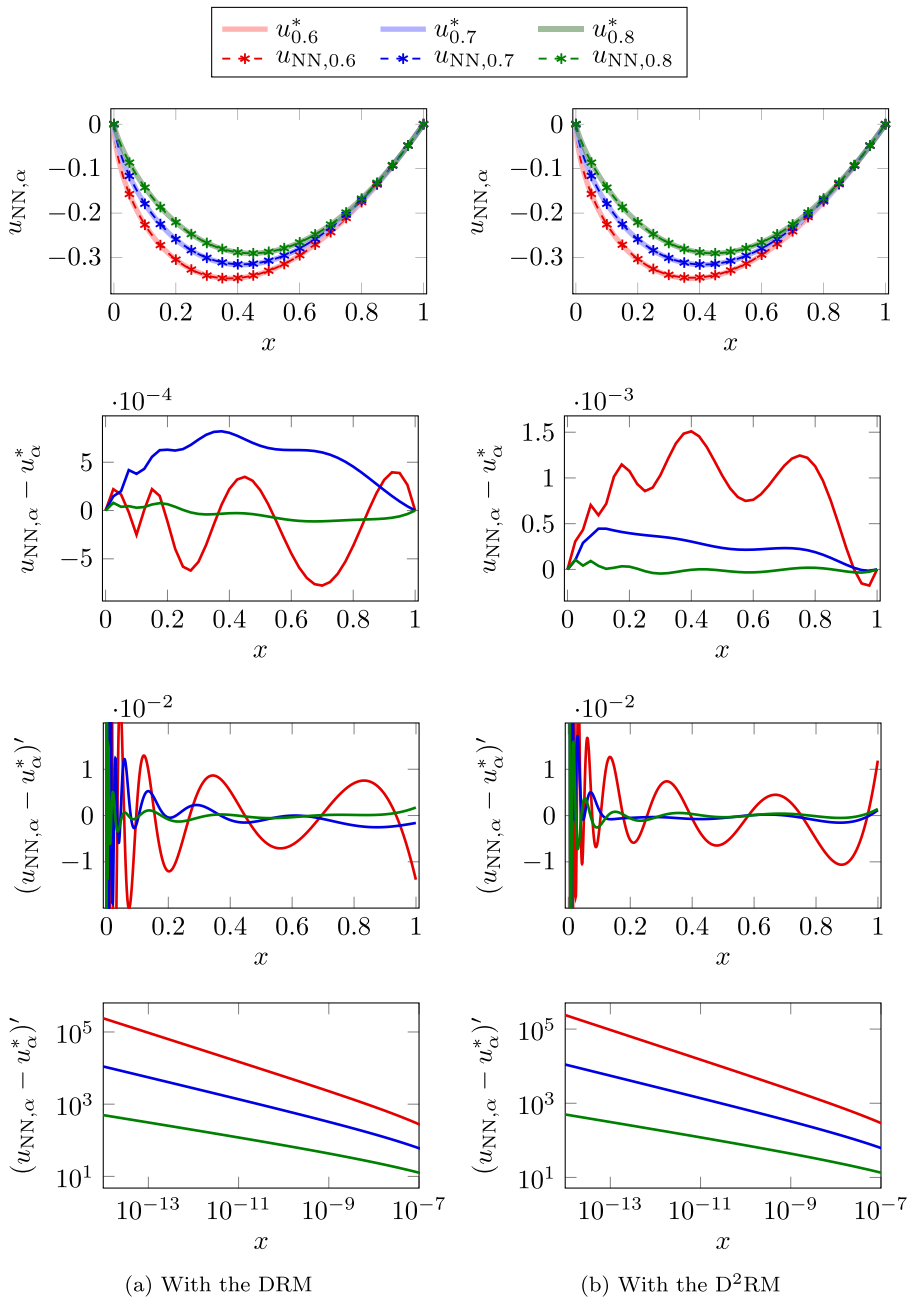 u*0.6 u*0.7 u*0.8
uNN,0.6 uNN,0.7 uNN,0.8
0
−0.1
−0.2
−0.3
uNN,α
0 0.2 0.4 0.6 0.8 1
x
0
−0.1
−0.2
−0.3
uNN,α
0 0.2 0.4 0.6 0.8 1
x
·10−4
5
0
−5
uNN,α − u*α
0 0.2 0.4 0.6 0.8 1
x
·10−3
1.5
1
0.5
0
uNN,α − u*α
0 0.2 0.4 0.6 0.8 1
x
·10−2
1
0
−1
(uNN,α − u*α)′
0 0.2 0.4 0.6 0.8 1
x
·10−2
1
0
−1
(uNN,α − u*α)′
0 0.2 0.4 0.6 0.8 1
x
105
103
101
(uNN,α − u*α)′
10−13 10−11 10−9 10−7
x
105
103
101
(uNN,α − u*α)′
10−13 10−11 10−9 10−7
x
(a) With the DRM
(b) With the D²RM